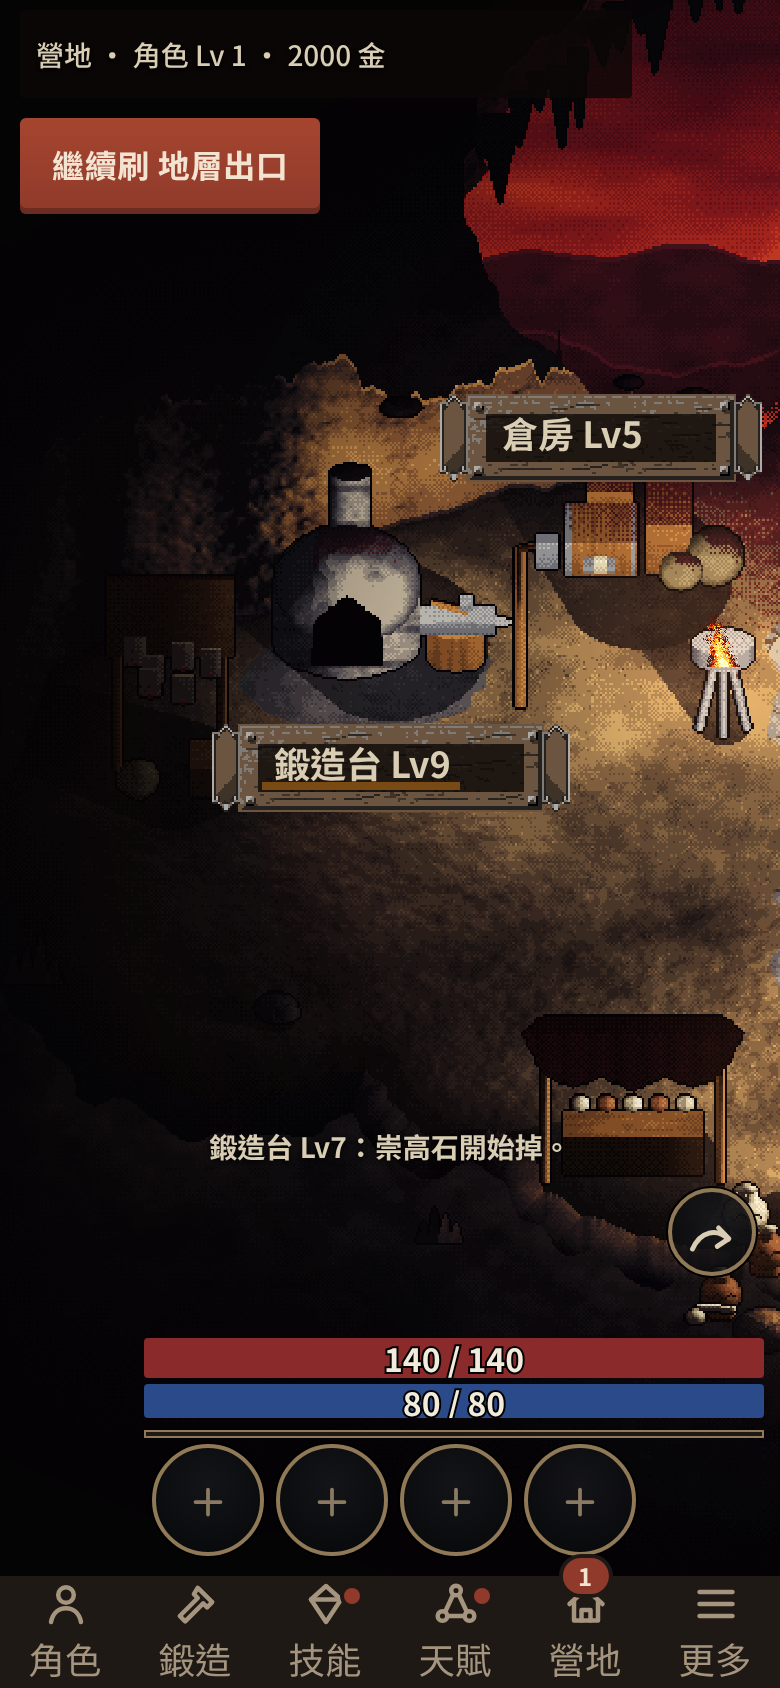 營地 · 角色 Lv 1 · 2000 金
繼續刷 地層出口
倉房 Lv5
鍛造台 Lv9
鍛造台 Lv7：崇高石開始掉。
140 / 140
80 / 80
1
角色
鍛造
技能
天賦
營地
更多